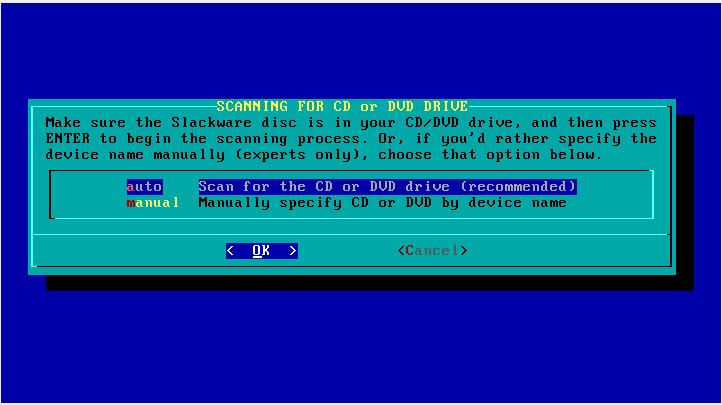 SCANNING FOR CD or DVD DRIVE
Make sure the Slackware disc is in your CD/DVD drive, and then press
ENTER to begin the scanning process. Or, if you'd rather specify the
device name manually (experts only), choose that option below.
auto Scan for the CD or DVD drive (recommended)
manual Manually specify CD or DVD by device name
< OK > <Cancel>